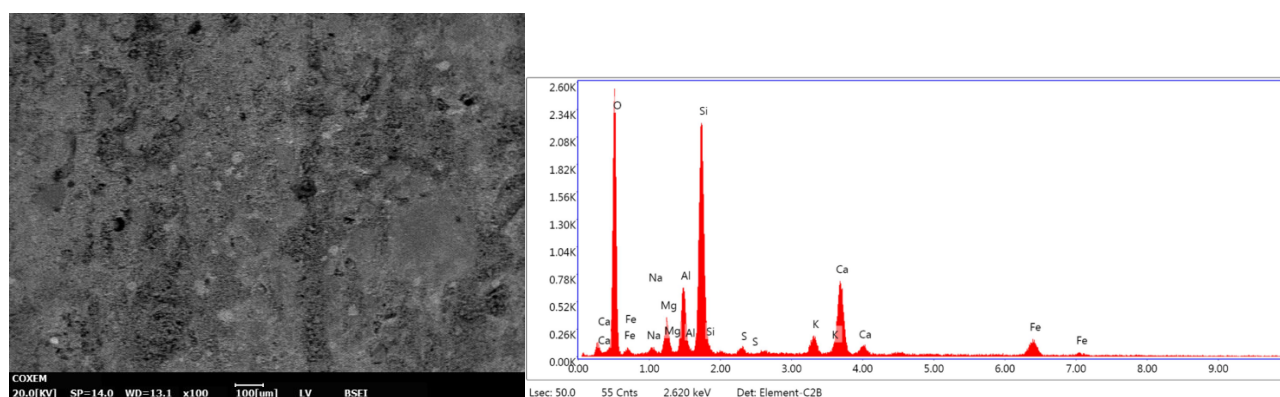 COXEM
20.0[KV] SP=14.0 WD=13.1 x100 100[um] LV BSEI
2.60K
2.34K
2.08K
1.82K
1.56K
1.30K
1.04K
0.78K
0.52K
0.26K
0.00K
O
Si
Na
Al
Ca
Mg
Ca
Fe
Fe
Ca
Na
Mg
Al
Si
S
S
K
K
Ca
Fe
Fe
0.00 1.00 2.00 3.00 4.00 5.00 6.00 7.00 8.00 9.00
Lsec: 50.0 55 Cnts 2.620 keV Det: Element-C2B